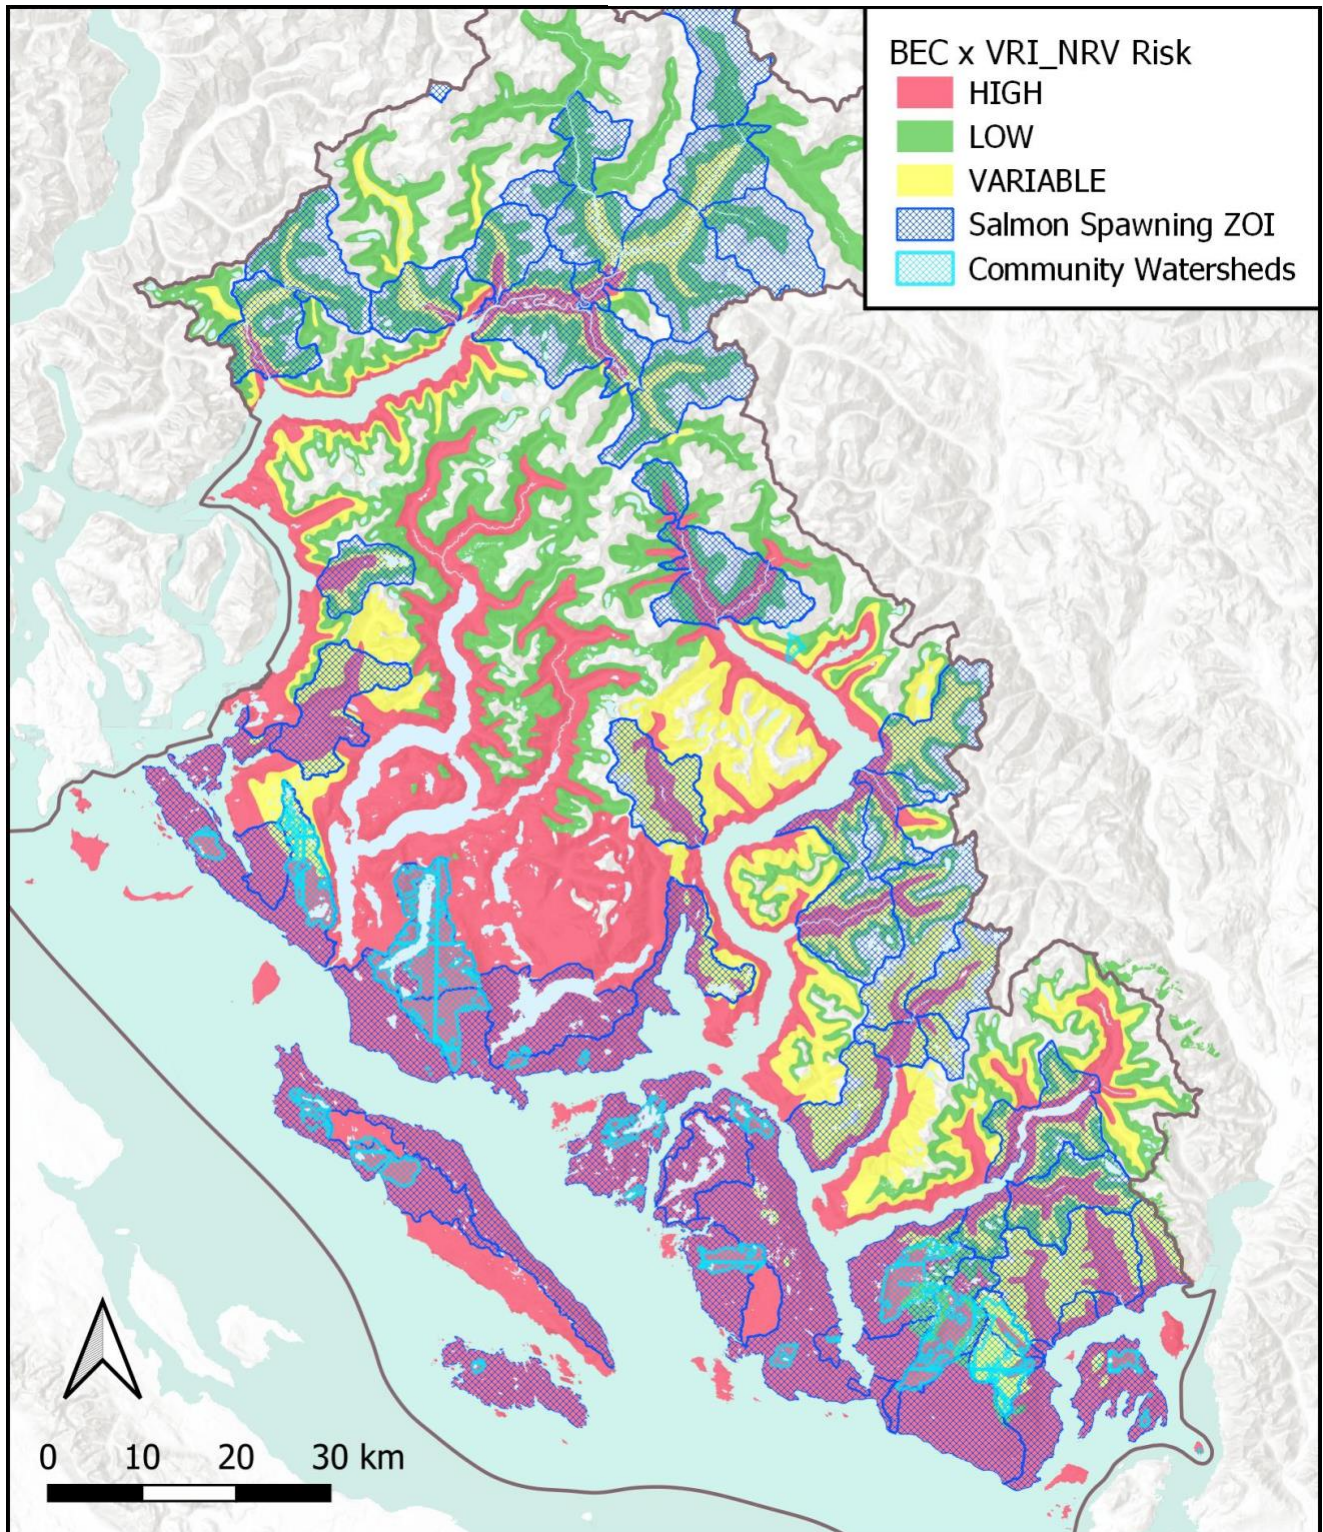 BEC x VRI_NRV Risk
HIGH
LOW
VARIABLE
Salmon Spawning ZOI
Community Watersheds
0 10 20 30 km